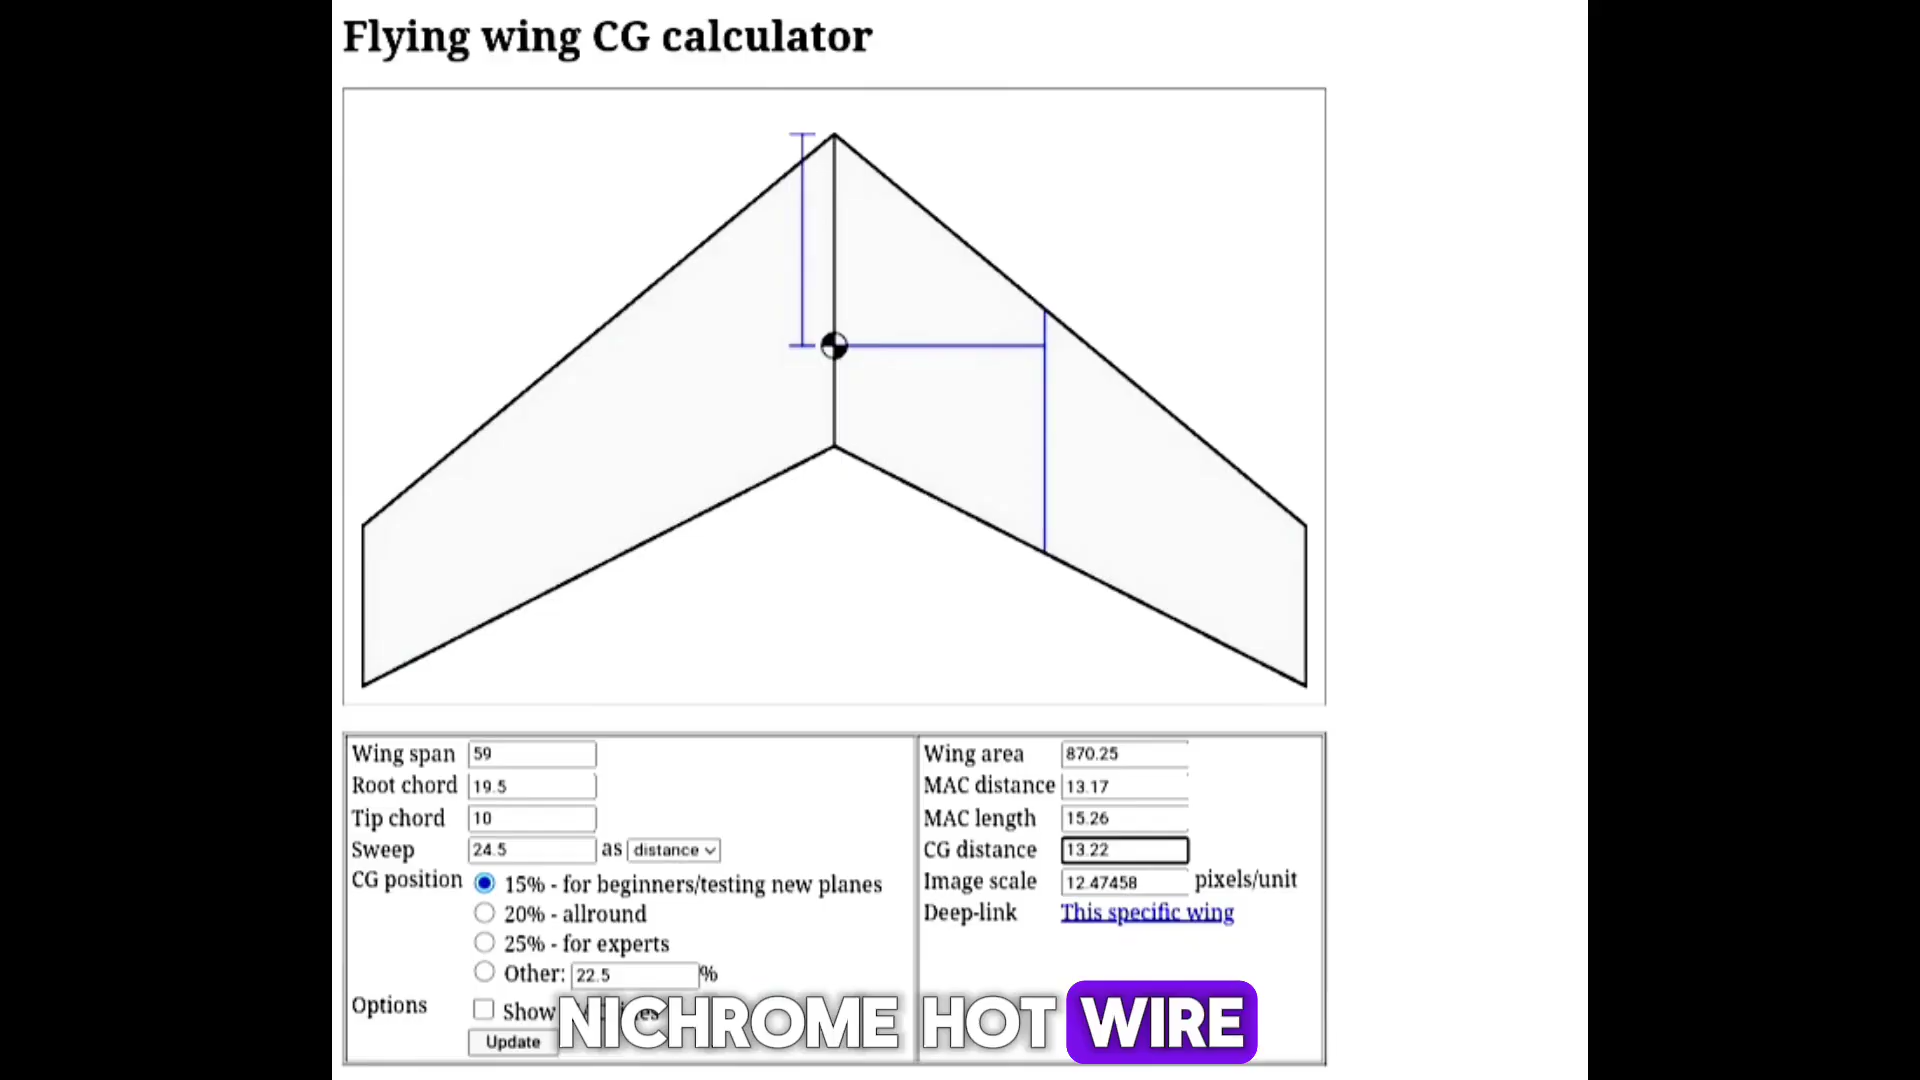 Flying wing CG calculator
Wing span 59
Root chord 19.5
Tip chord 10
Sweep 24.5 as distance
CG position 15% - for beginners/testing new planes
20% - allround
25% - for experts
Other: 22.5 %
Options Show
Update
Wing area 870.25
MAC distance 13.17
MAC length 15.26
CG distance 13.22
Image scale 12.47458 pixels/unit
Deep-link This specific wing
NICHROME HOT WIRE